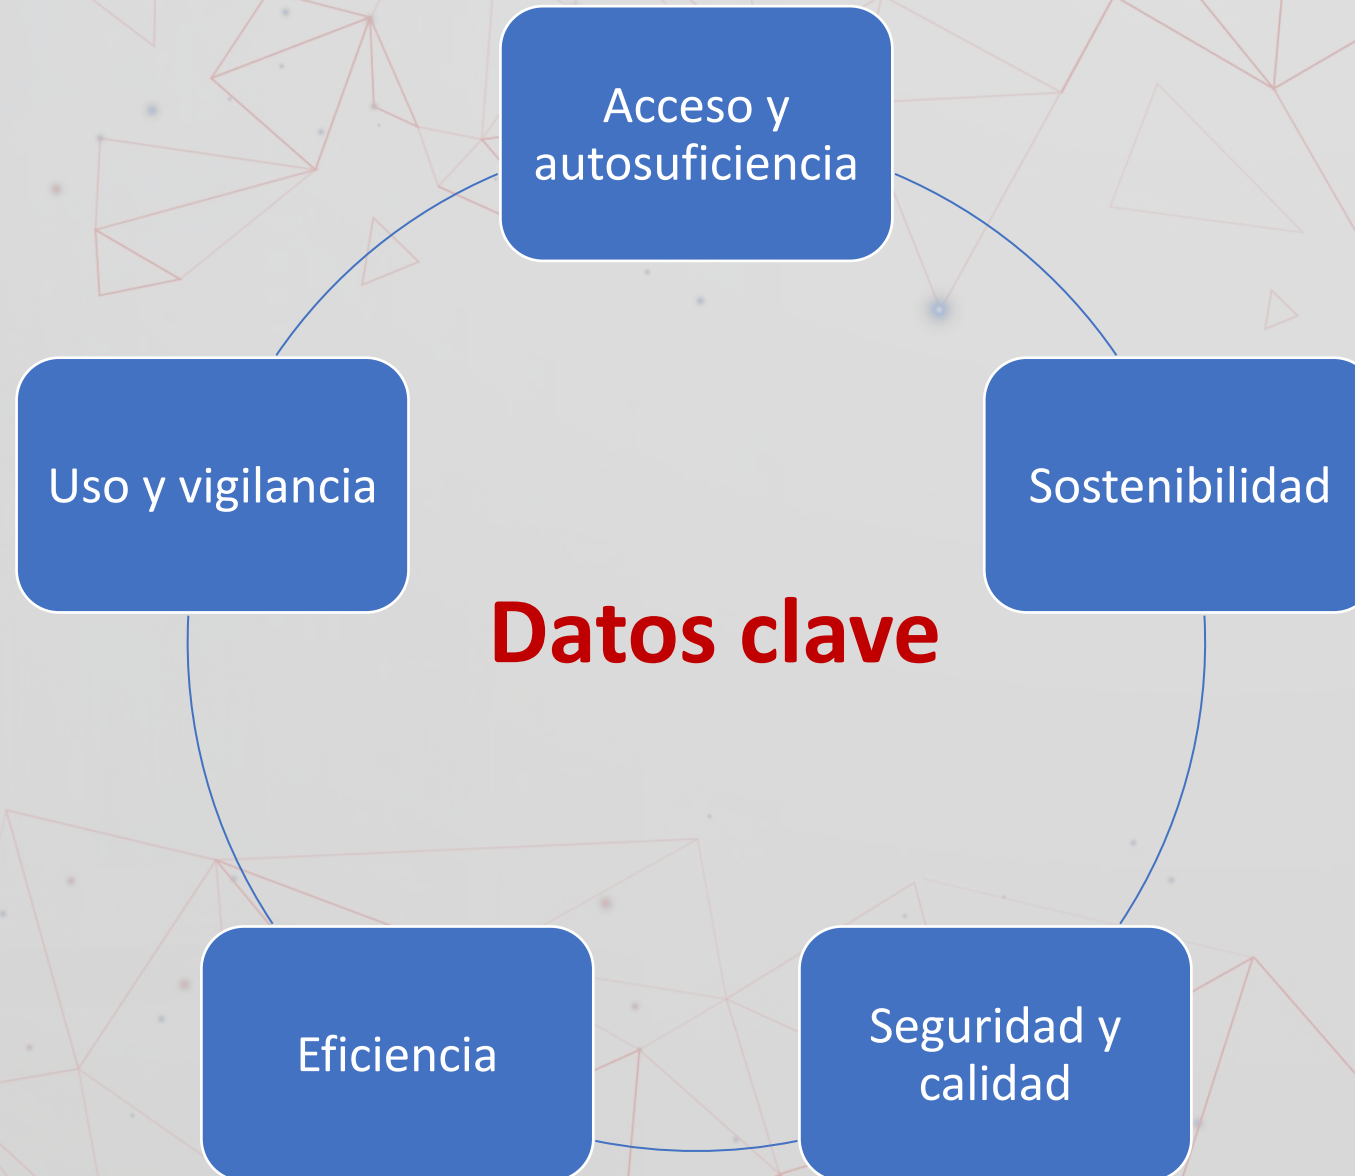 Acceso y
autosuficiencia
Uso y vigilancia
Sostenibilidad
Datos clave
Eficiencia
Seguridad y
calidad